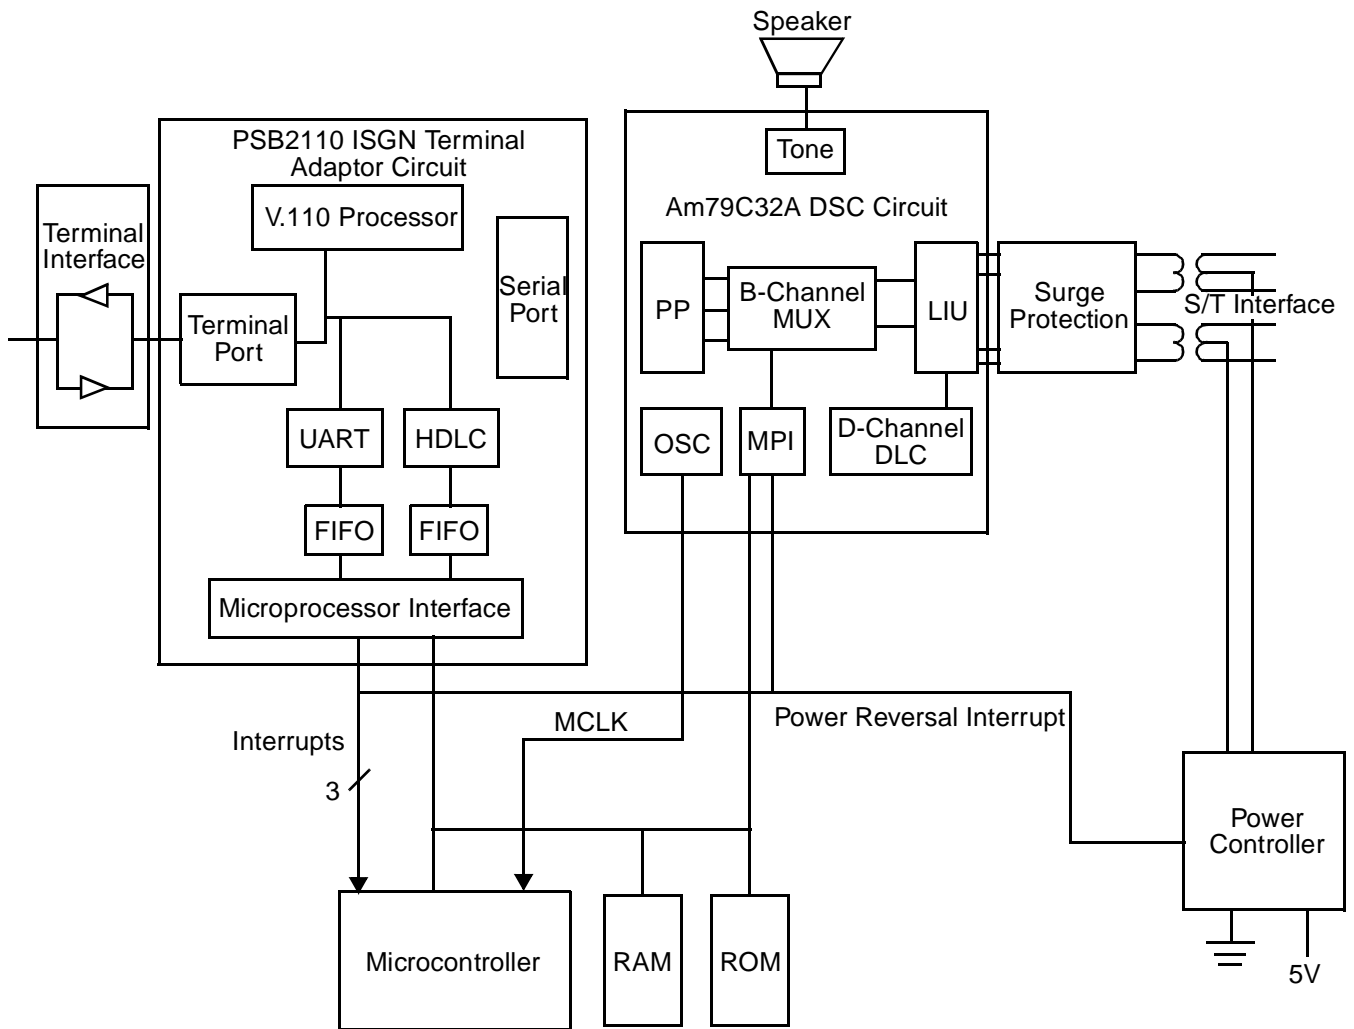 Speaker
PSB2110 ISGN Terminal
Adaptor Circuit
Tone
V.110 Processor
Am79C32A DSC Circuit
Terminal
Interface
Serial
Port
PP
B-Channel
MUX
LIU
Surge
Protection
S/T Interface
Terminal
Port
UART
HDLC
OSC
MPI
D-Channel
DLC
FIFO
FIFO
Microprocessor Interface
MCLK
Power Reversal Interrupt
Interrupts
3
Power
Controller
Microcontroller
RAM
ROM
5V